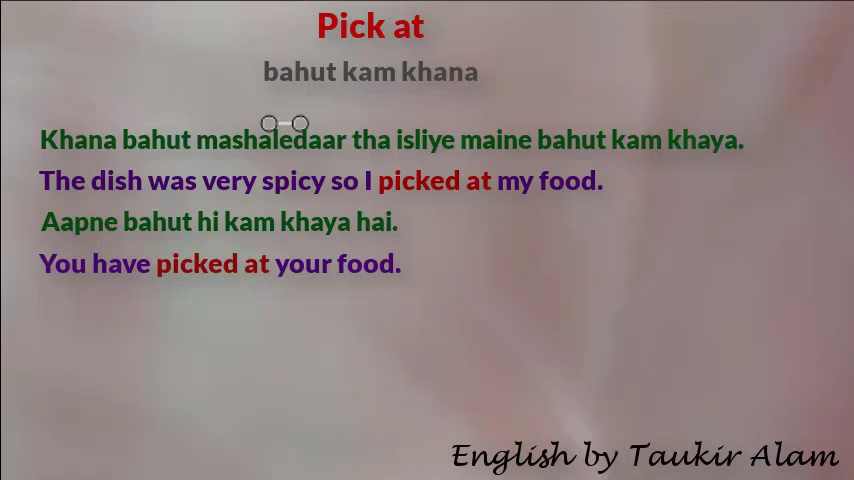 Pick at
bahut kam khana
Khana bahut mashaledaar tha isliye maine bahut kam khaya.
The dish was very spicy so I picked at my food.
Aapne bahut hi kam khaya hai.
You have picked at your food.
English by Taukir Alam